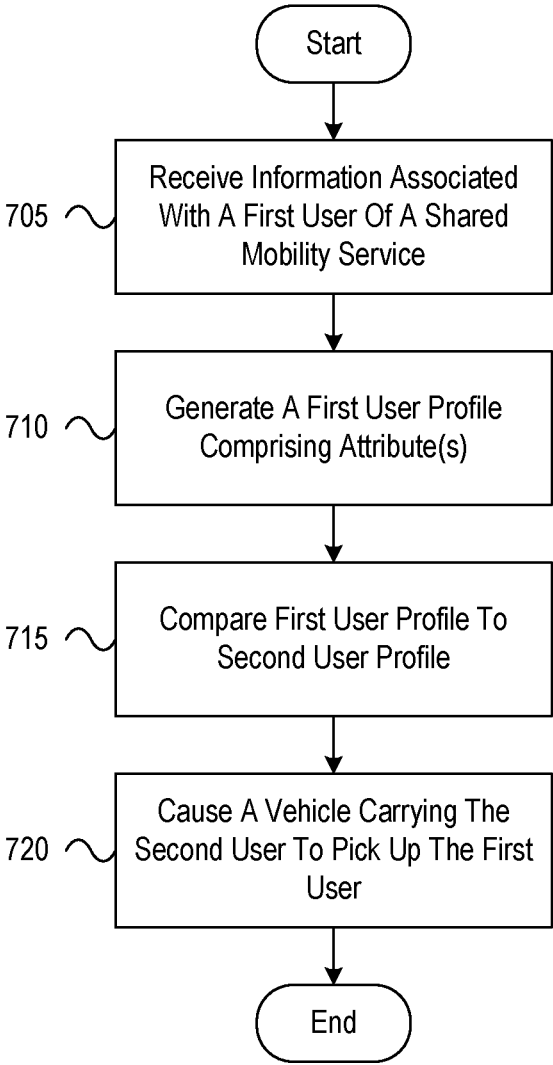 Start
705
Receive Information Associated
With A First User Of A Shared
Mobility Service
710
Generate A First User Profile
Comprising Attribute(s)
715
Compare First User Profile To
Second User Profile
720
Cause A Vehicle Carrying The
Second User To Pick Up The First
User
End